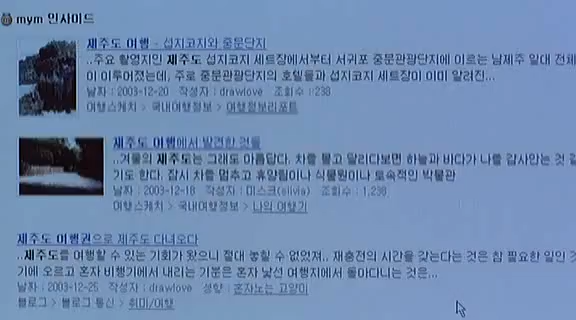 mym 인사이드
제주도 여행 - 섭지코지와 중문단지
..주요 촬영지인 제주도 섭지코지 세트장에서부터 서귀포 중문관광단지에 이르는 남제주 일대 전체
이 이루어졌는데, 주로 중문관광단지의 호텔들과 섭지코지 세트장이 이미 알려진...
날짜 : 2003-12-20 작성자 : drawlove 조회수 : 238
여행스케치 > 국내여행정보 > 여행정보리포트
제주도 여행에서 발견한 것들
..겨울의 제주도는 그래도 아름답다. 차를 몰고 달리다보면 하늘과 바다가 나를 감싸안는 것 같
기도 한다. 잠시 차를 멈추고 휴양림이나 식물원이나 토속적인 박물관
날짜 : 2003-12-18 작성자 : 미스크(silvia) 조회수 : 1,238
여행스케치 > 국내여행정보 > 나의 여행기
제주도 여행권으로 제주도 다녀오다
..제주도를 여행할 수 있는 기회가 왔으니 절대 놓칠 수 없었져.. 재충전의 시간을 갖는다는 것은 참 필요한 일인 것
기에 오르고 혼자 비행기에서 내리는 기분은 혼자 낯선 여행지에서 돌아다니는 것은...
날짜 : 2003-12-25 작성자 : drawlove 성향 : 혼자노는 고양이
블로그 > 블로그 통신 > 취미/여행